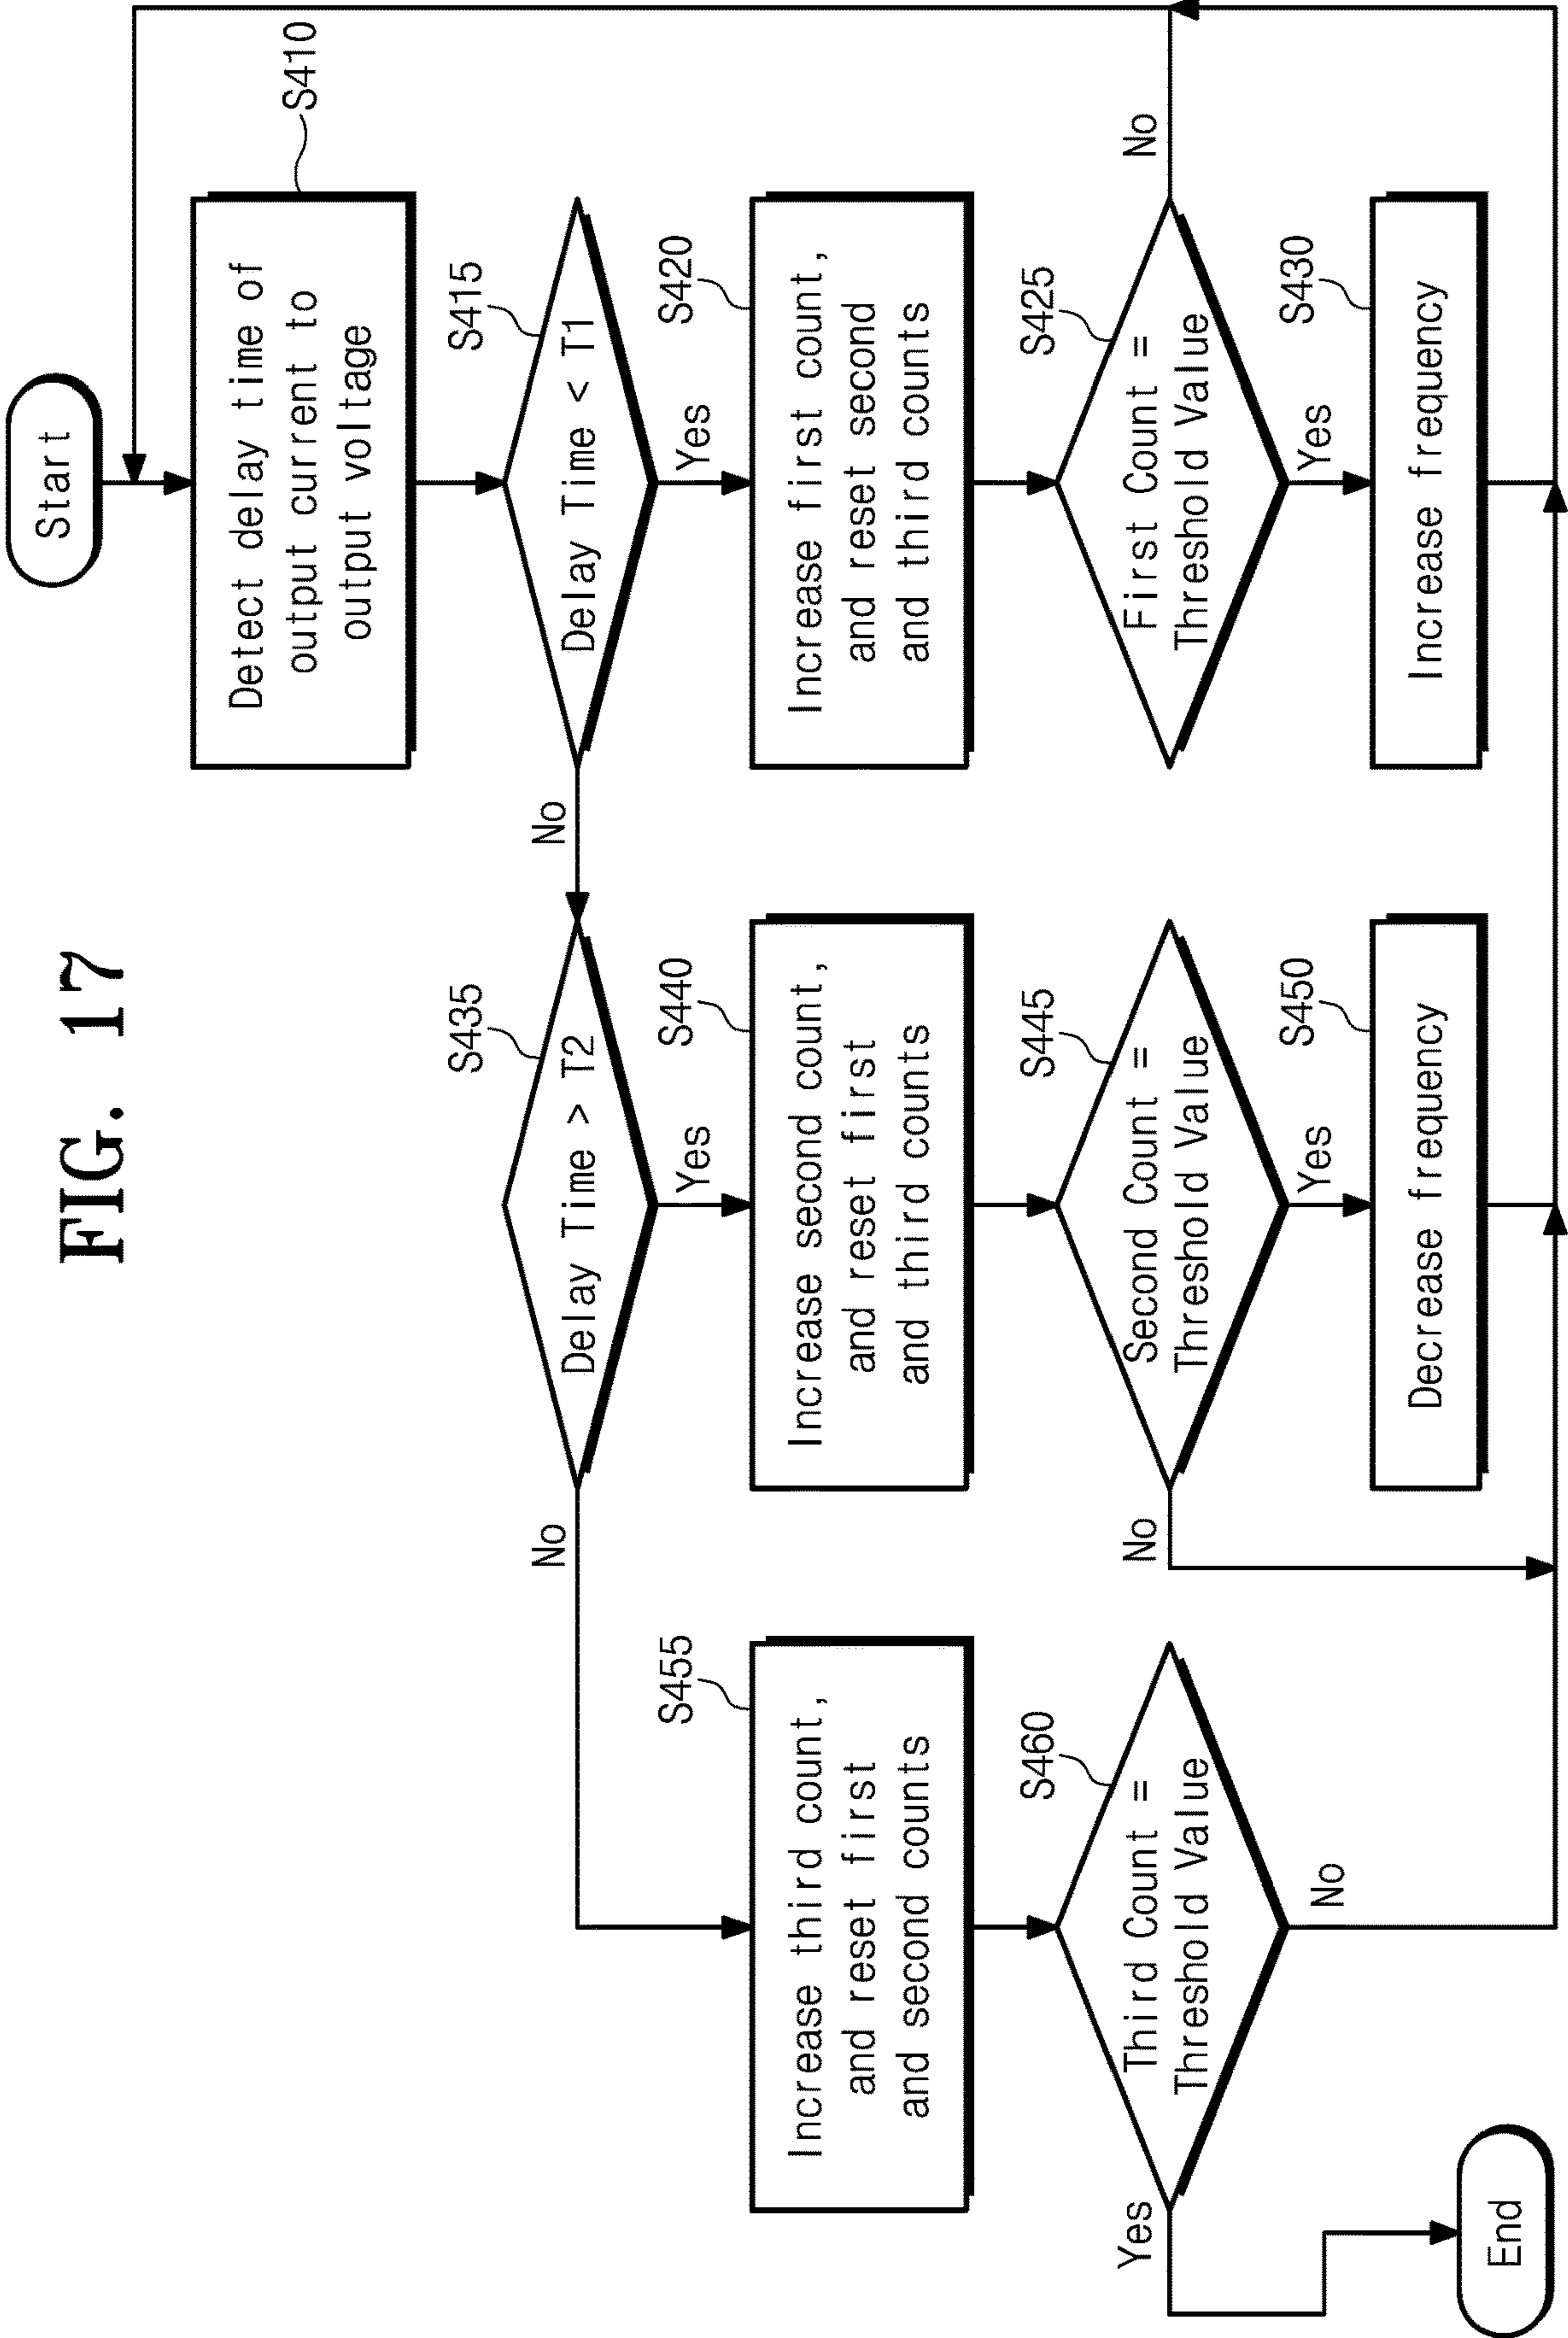 FIG. 17
Start
S410
Detect delay time of
output current to
output voltage
S415
Delay Time < T1
No
Yes
S420
Increase first count,
and reset second
and third counts
S425
First Count =
Threshold Value
No
Yes
S430
Increase frequency
S435
Delay Time > T2
No
Yes
S440
Increase second count,
and reset first
and third counts
S445
Second Count =
Threshold Value
No
Yes
S450
Decrease frequency
S455
Increase third count,
and reset first
and second counts
S460
Third Count =
Threshold Value
No
Yes
End